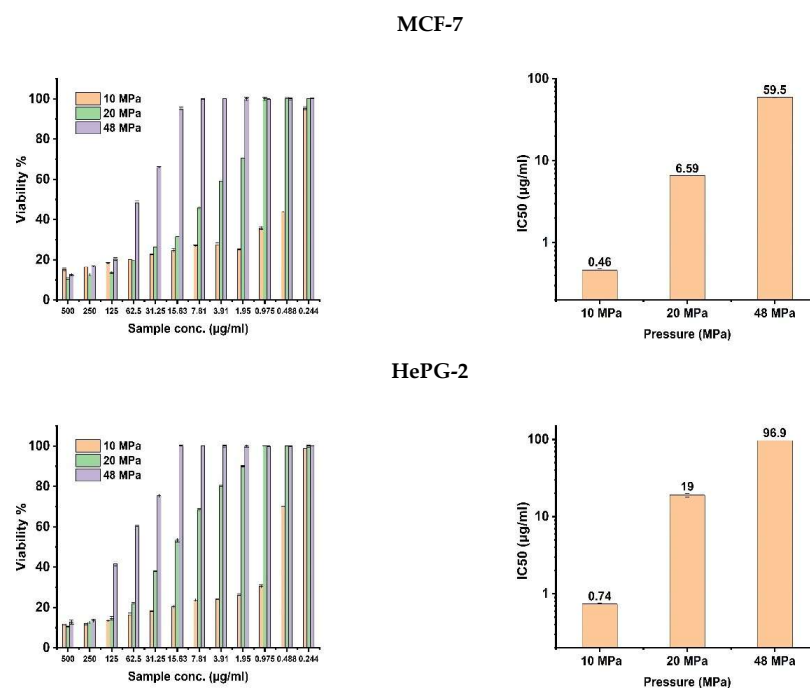 MCF-7
10 MPa
20 MPa
48 MPa
100
80
60
40
20
0
Viability %
500 250 125 62.5 31.25 15.63 7.81 3.91 1.95 0.975 0.488 0.244
Sample conc. (µg/ml)
100
10
1
IC50 (µg/ml)
0.46
6.59
59.5
10 MPa 20 MPa 48 MPa
Pressure (MPa)
HePG-2
10 MPa
20 MPa
48 MPa
100
80
60
40
20
0
Viability %
500 250 125 62.5 31.25 15.63 7.81 3.91 1.95 0.975 0.488 0.244
Sample conc. (µg/ml)
100
10
1
IC50 (µg/ml)
0.74
19
96.9
10 MPa 20 MPa 48 MPa
Pressure (MPa)